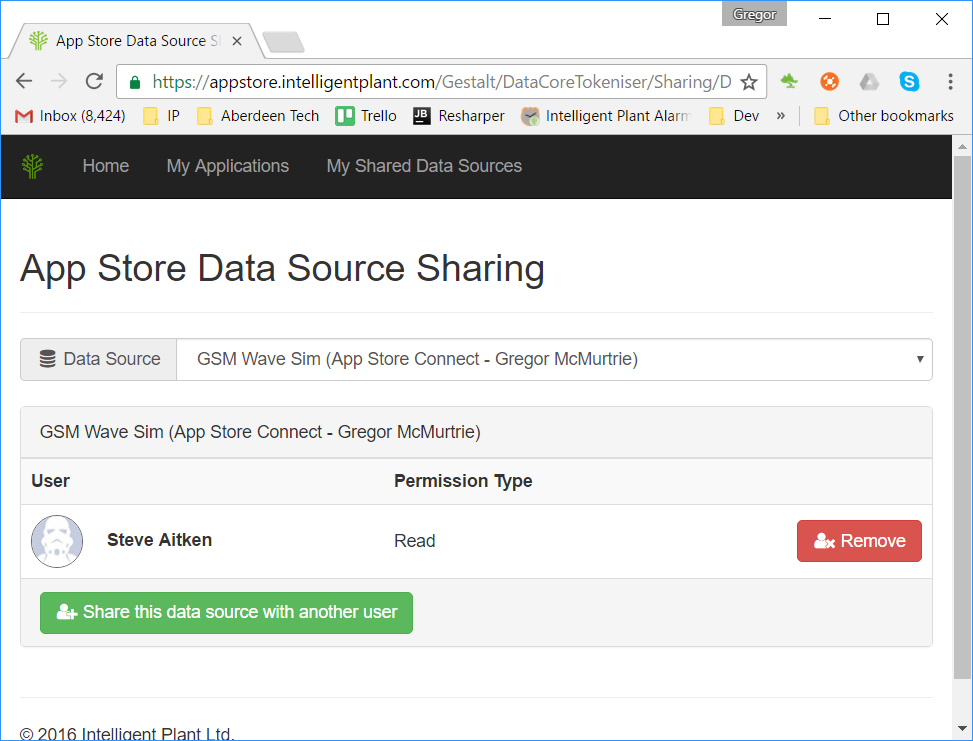 Gregor
App Store Data Source S
https://appstore.intelligentplant.com/Gestalt/DataCoreTokeniser/Sharing/D
Inbox (8,424) IP Aberdeen Tech Trello JB Resharper Intelligent Plant Alarm Dev » Other bookmarks
Home My Applications My Shared Data Sources
App Store Data Source Sharing
Data Source GSM Wave Sim (App Store Connect - Gregor McMurtrie)
GSM Wave Sim (App Store Connect - Gregor McMurtrie)
User Permission Type
Steve Aitken Read Remove
Share this data source with another user
© 2016 Intelligent Plant Ltd.